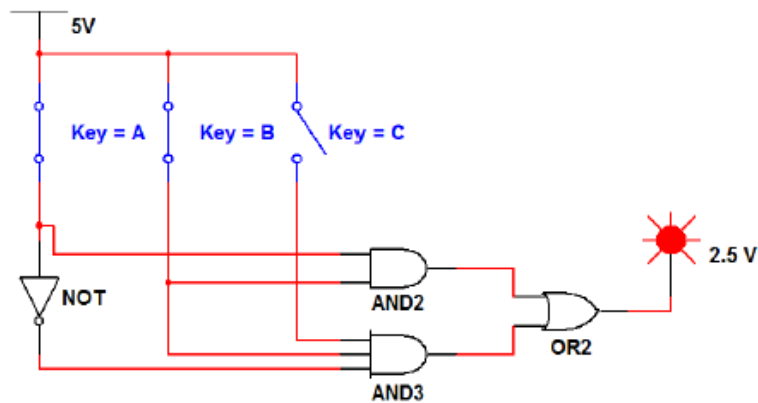 5V
Key = A
Key = B
Key = C
2.5 V
NOT
AND2
OR2
AND3